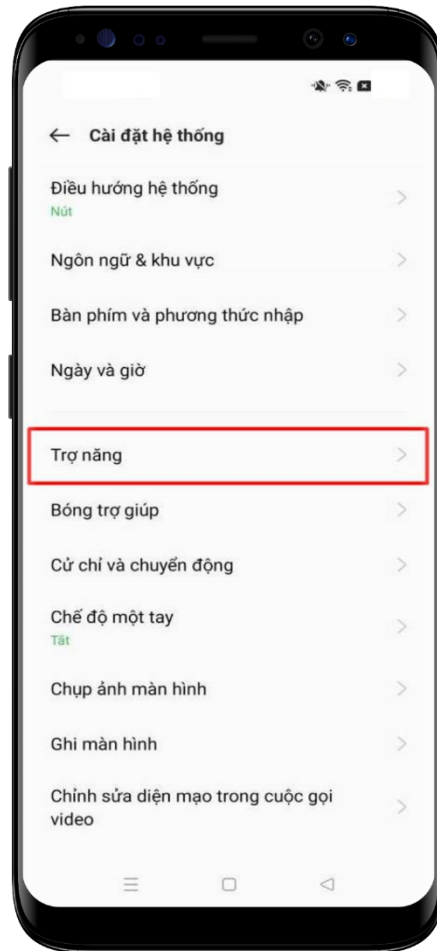 Cài đặt hệ thống
Điều hướng hệ thống
Nút
Ngôn ngữ & khu vực
Bàn phím và phương thức nhập
Ngày và giờ
Trợ năng
Bóng trợ giúp
Cử chỉ và chuyển động
Chế độ một tay
Tắt
Chụp ảnh màn hình
Ghi màn hình
Chỉnh sửa diện mạo trong cuộc gọi
video